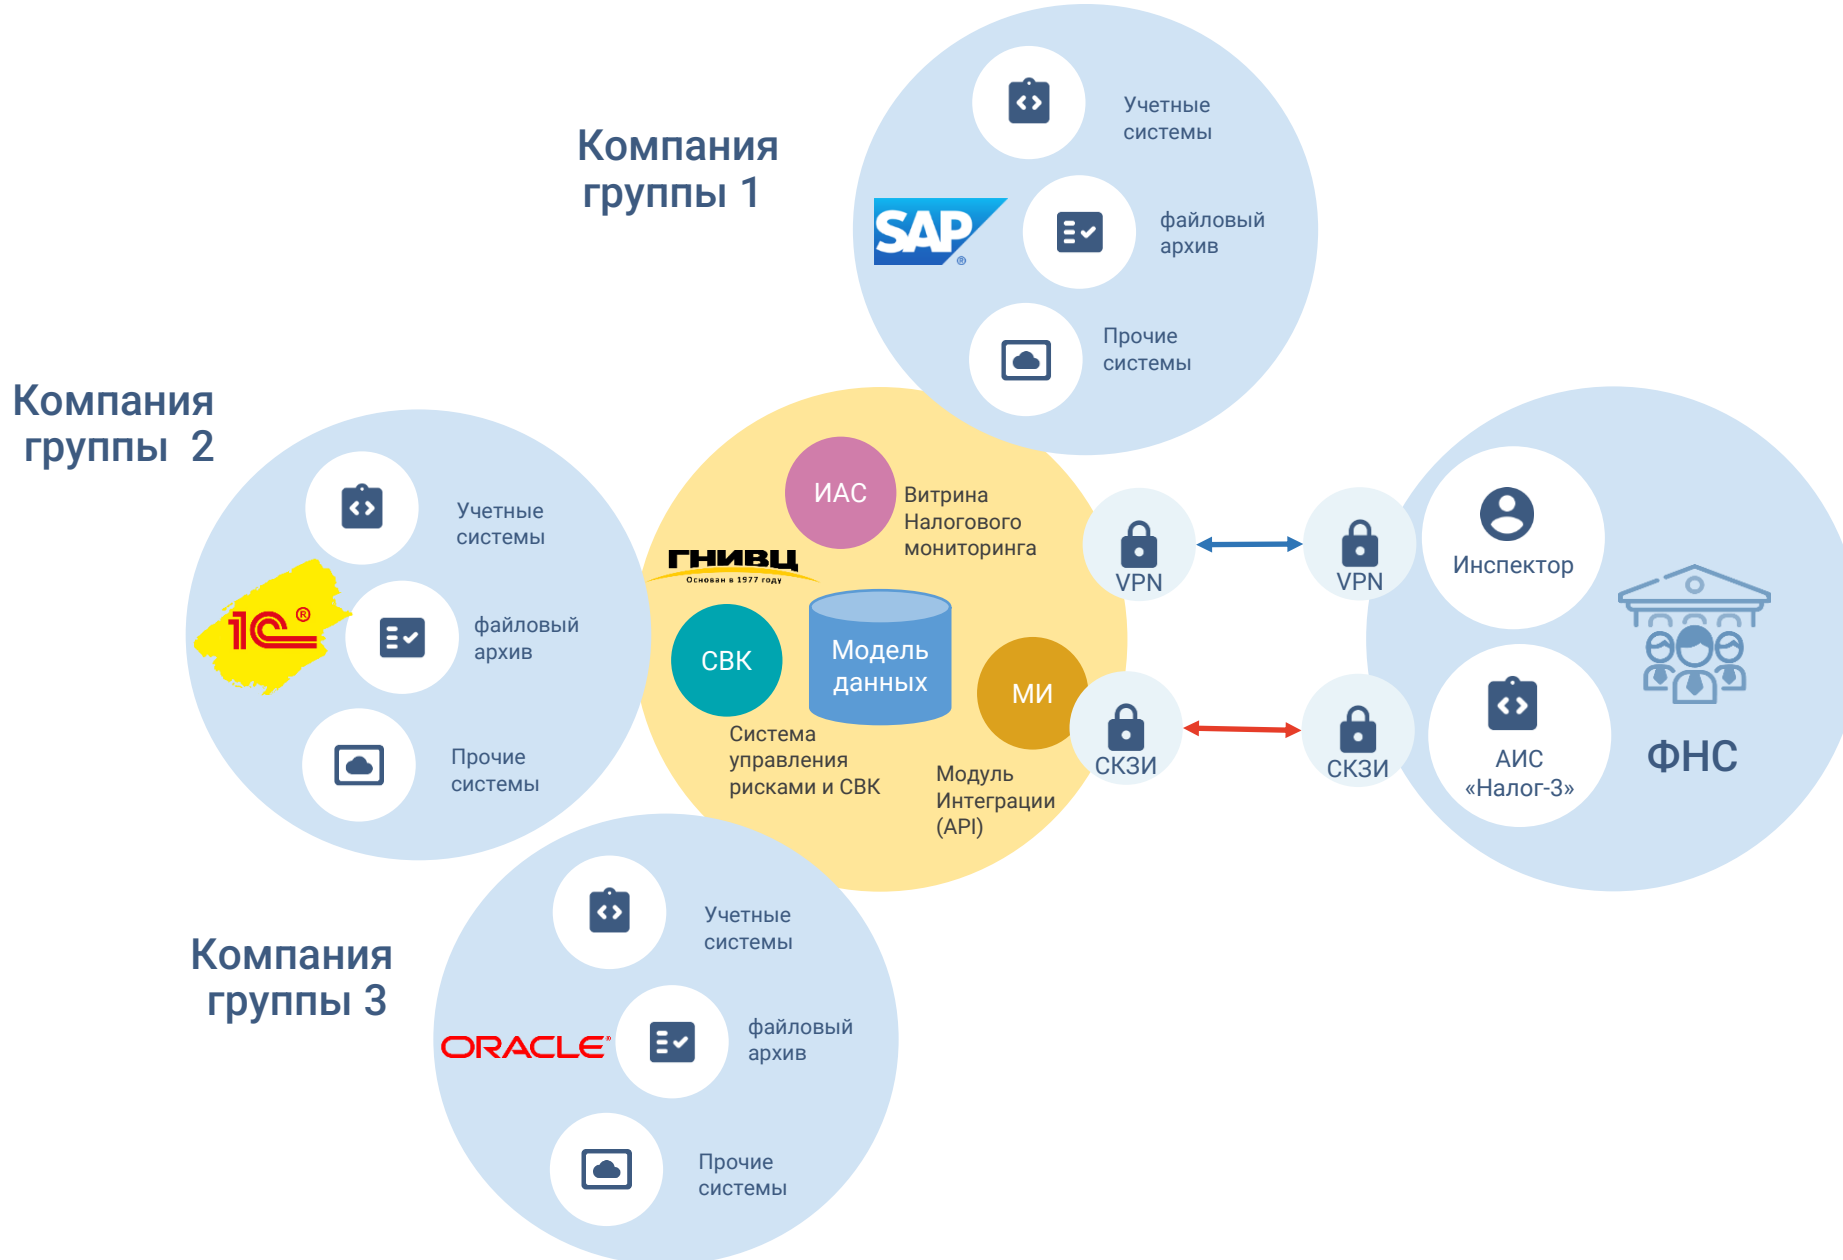 Компания
группы 1
Учетные
системы
SAP
®
файловый
архив
Прочие
системы
Компания
группы 2
Учетные
системы
1С
®
файловый
архив
Прочие
системы
ИАС
Витрина
Налогового
мониторинга
ГНИВЦ
Основан в 1977 году
СВК
Модель
данных
МИ
Система
управления
рисками и СВК
Модуль
Интеграции
(API)
VPN
VPN
СКЗИ
СКЗИ
Инспектор
АИС
«Налог-3»
ФНС
Компания
группы 3
Учетные
системы
ORACLE®
файловый
архив
Прочие
системы